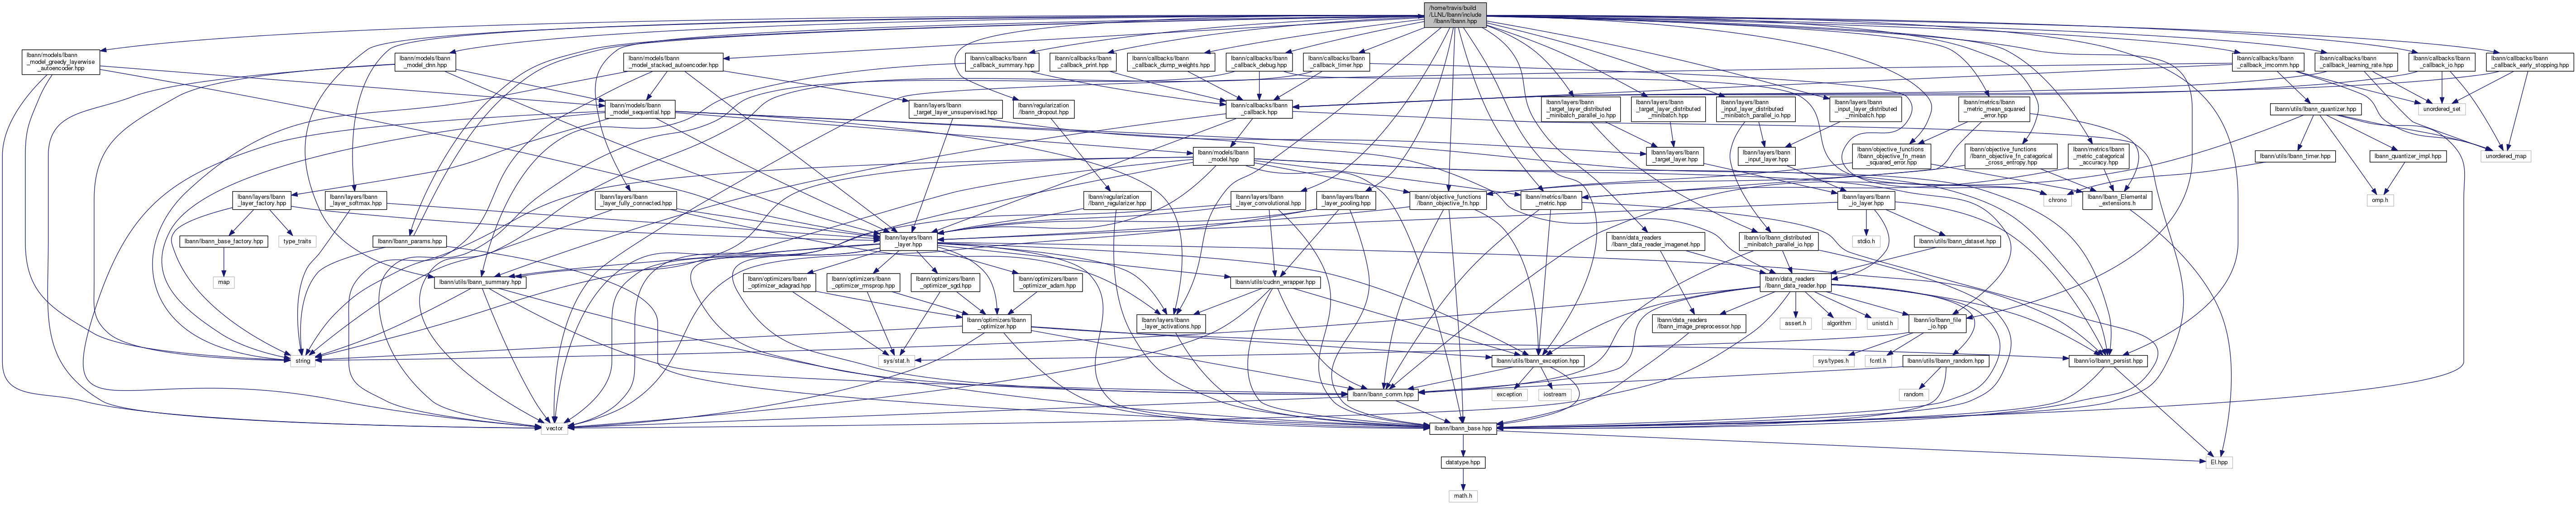 /home/travis/build
/LLNL/lbann/include
/lbann/lbann.hpp
lbann/models/lbann
_model_greedy_layerwise
_autoencoder.hpp
lbann/models/lbann
_model_dnn.hpp
lbann/models/lbann
_model_stacked_autoencoder.hpp
lbann/callbacks/lbann
_callback_summary.hpp
lbann/callbacks/lbann
_callback_print.hpp
lbann/callbacks/lbann
_callback_dump_weights.hpp
lbann/callbacks/lbann
_callback_debug.hpp
lbann/callbacks/lbann
_callback_timer.hpp
lbann/callbacks/lbann
_callback_imcomm.hpp
lbann/callbacks/lbann
_callback_learning_rate.hpp
lbann/callbacks/lbann
_callback_io.hpp
lbann/callbacks/lbann
_callback_early_stopping.hpp
lbann/models/lbann
_model_sequential.hpp
lbann/layers/lbann
_target_layer_unsupervised.hpp
lbann/regularization
/lbann_dropout.hpp
lbann/callbacks/lbann
_callback.hpp
lbann/layers/lbann
_target_layer_distributed
_minibatch_parallel_io.hpp
lbann/layers/lbann
_target_layer_distributed
_minibatch.hpp
lbann/layers/lbann
_input_layer_distributed
_minibatch_parallel_io.hpp
lbann/layers/lbann
_input_layer_distributed
_minibatch.hpp
lbann/metrics/lbann
_metric_mean_squared
_error.hpp
lbann/utils/lbann_quantizer.hpp
unordered_set
lbann/models/lbann
_model.hpp
lbann/layers/lbann
_target_layer.hpp
lbann/layers/lbann
_input_layer.hpp
lbann/objective_functions
/lbann_objective_fn_mean
_squared_error.hpp
lbann/objective_functions
/lbann_objective_fn_categorical
_cross_entropy.hpp
lbann/metrics/lbann
_metric_categorical
_accuracy.hpp
lbann/utils/lbann_timer.hpp
lbann_quantizer_impl.hpp
unordered_map
lbann/layers/lbann
_layer_factory.hpp
lbann/layers/lbann
_layer_softmax.hpp
lbann/layers/lbann
_layer_fully_connected.hpp
lbann/regularization
/lbann_regularizer.hpp
lbann/layers/lbann
_layer_convolutional.hpp
lbann/layers/lbann
_layer_pooling.hpp
lbann/objective_functions
/lbann_objective_fn.hpp
lbann/metrics/lbann
_metric.hpp
lbann/layers/lbann
_io_layer.hpp
chrono
lbann/lbann_Elemental
_extensions.h
omp.h
lbann/lbann_base_factory.hpp
type_traits
lbann/lbann_params.hpp
lbann/layers/lbann
_layer.hpp
lbann/data_readers
/lbann_data_reader_imagenet.hpp
lbann/io/lbann_distributed
_minibatch_parallel_io.hpp
stdio.h
lbann/utils/lbann_dataset.hpp
map
lbann/utils/lbann_summary.hpp
lbann/optimizers/lbann
_optimizer_adagrad.hpp
lbann/optimizers/lbann
_optimizer_rmsprop.hpp
lbann/optimizers/lbann
_optimizer_sgd.hpp
lbann/optimizers/lbann
_optimizer_adam.hpp
lbann/utils/cudnn_wrapper.hpp
lbann/data_readers
/lbann_data_reader.hpp
lbann/optimizers/lbann
_optimizer.hpp
lbann/layers/lbann
_layer_activations.hpp
lbann/data_readers
/lbann_image_preprocessor.hpp
assert.h
algorithm
unistd.h
lbann/io/lbann_file
_io.hpp
string
sys/stat.h
lbann/utils/lbann_exception.hpp
sys/types.h
fcntl.h
lbann/utils/lbann_random.hpp
lbann/io/lbann_persist.hpp
lbann/lbann_comm.hpp
exception
iostream
random
vector
lbann/lbann_base.hpp
datatype.hpp
El.hpp
math.h